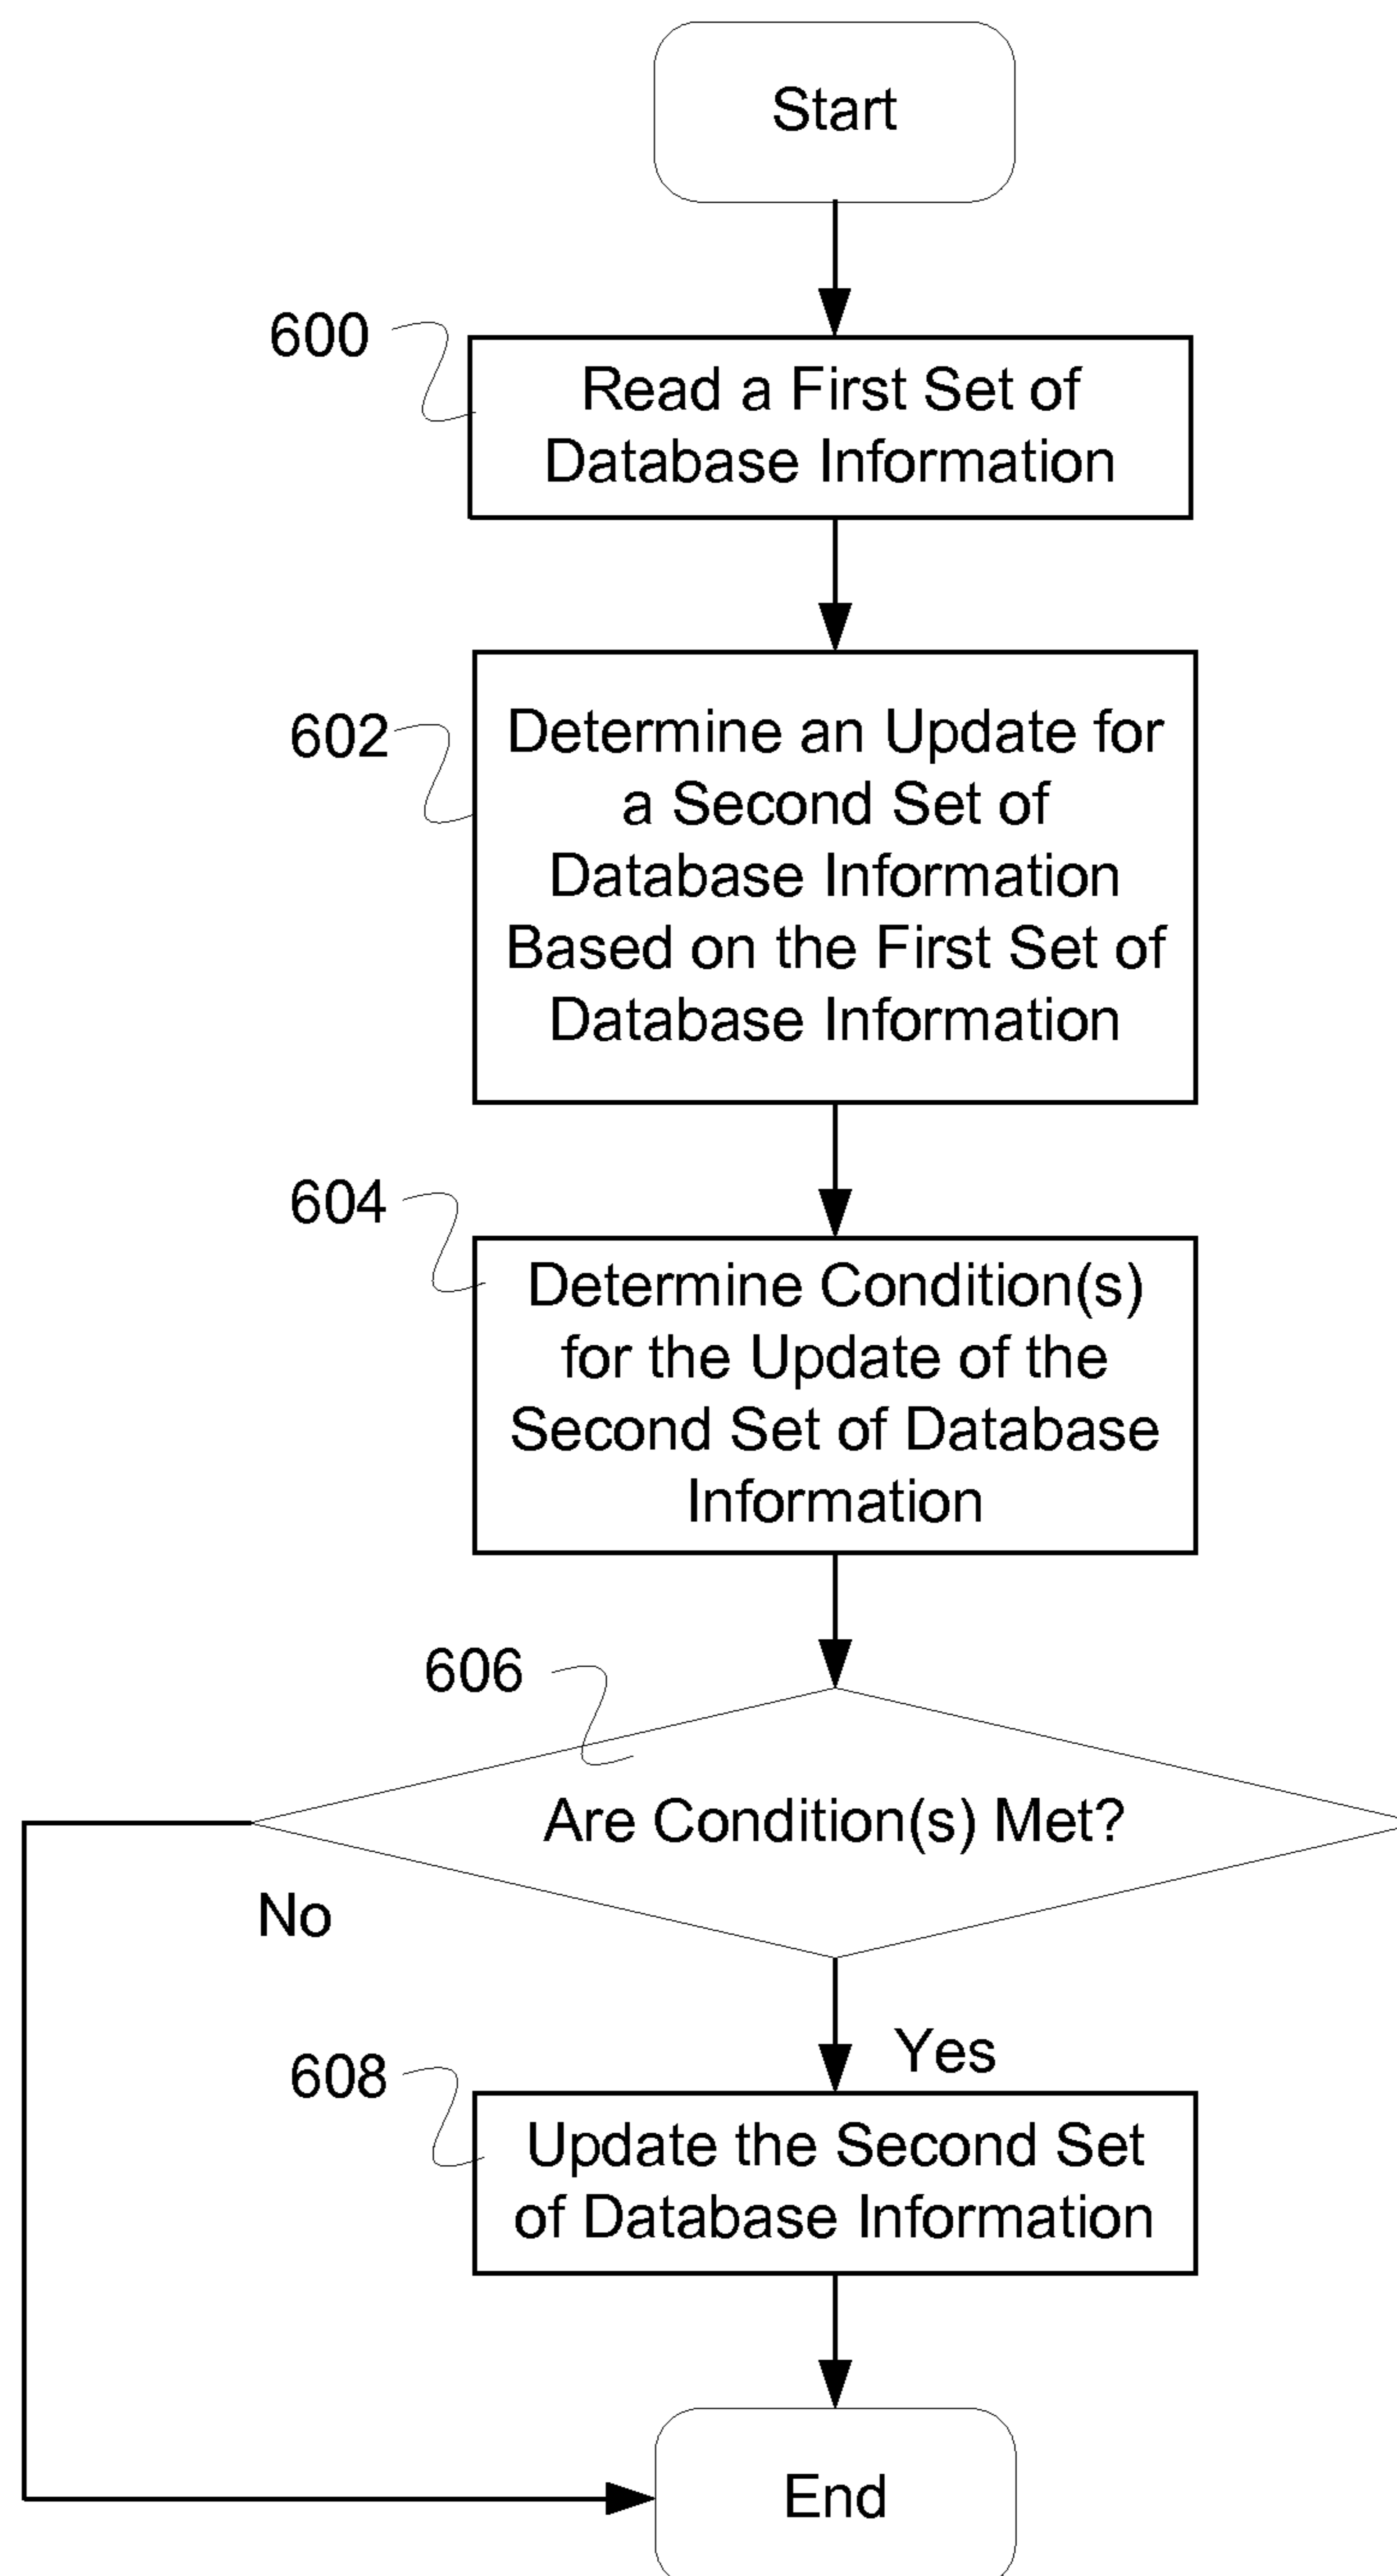 Start
600
Read a First Set of
Database Information
602
Determine an Update for
a Second Set of
Database Information
Based on the First Set of
Database Information
604
Determine Condition(s)
for the Update of the
Second Set of Database
Information
606
Are Condition(s) Met?
No
Yes
608
Update the Second Set
of Database Information
End